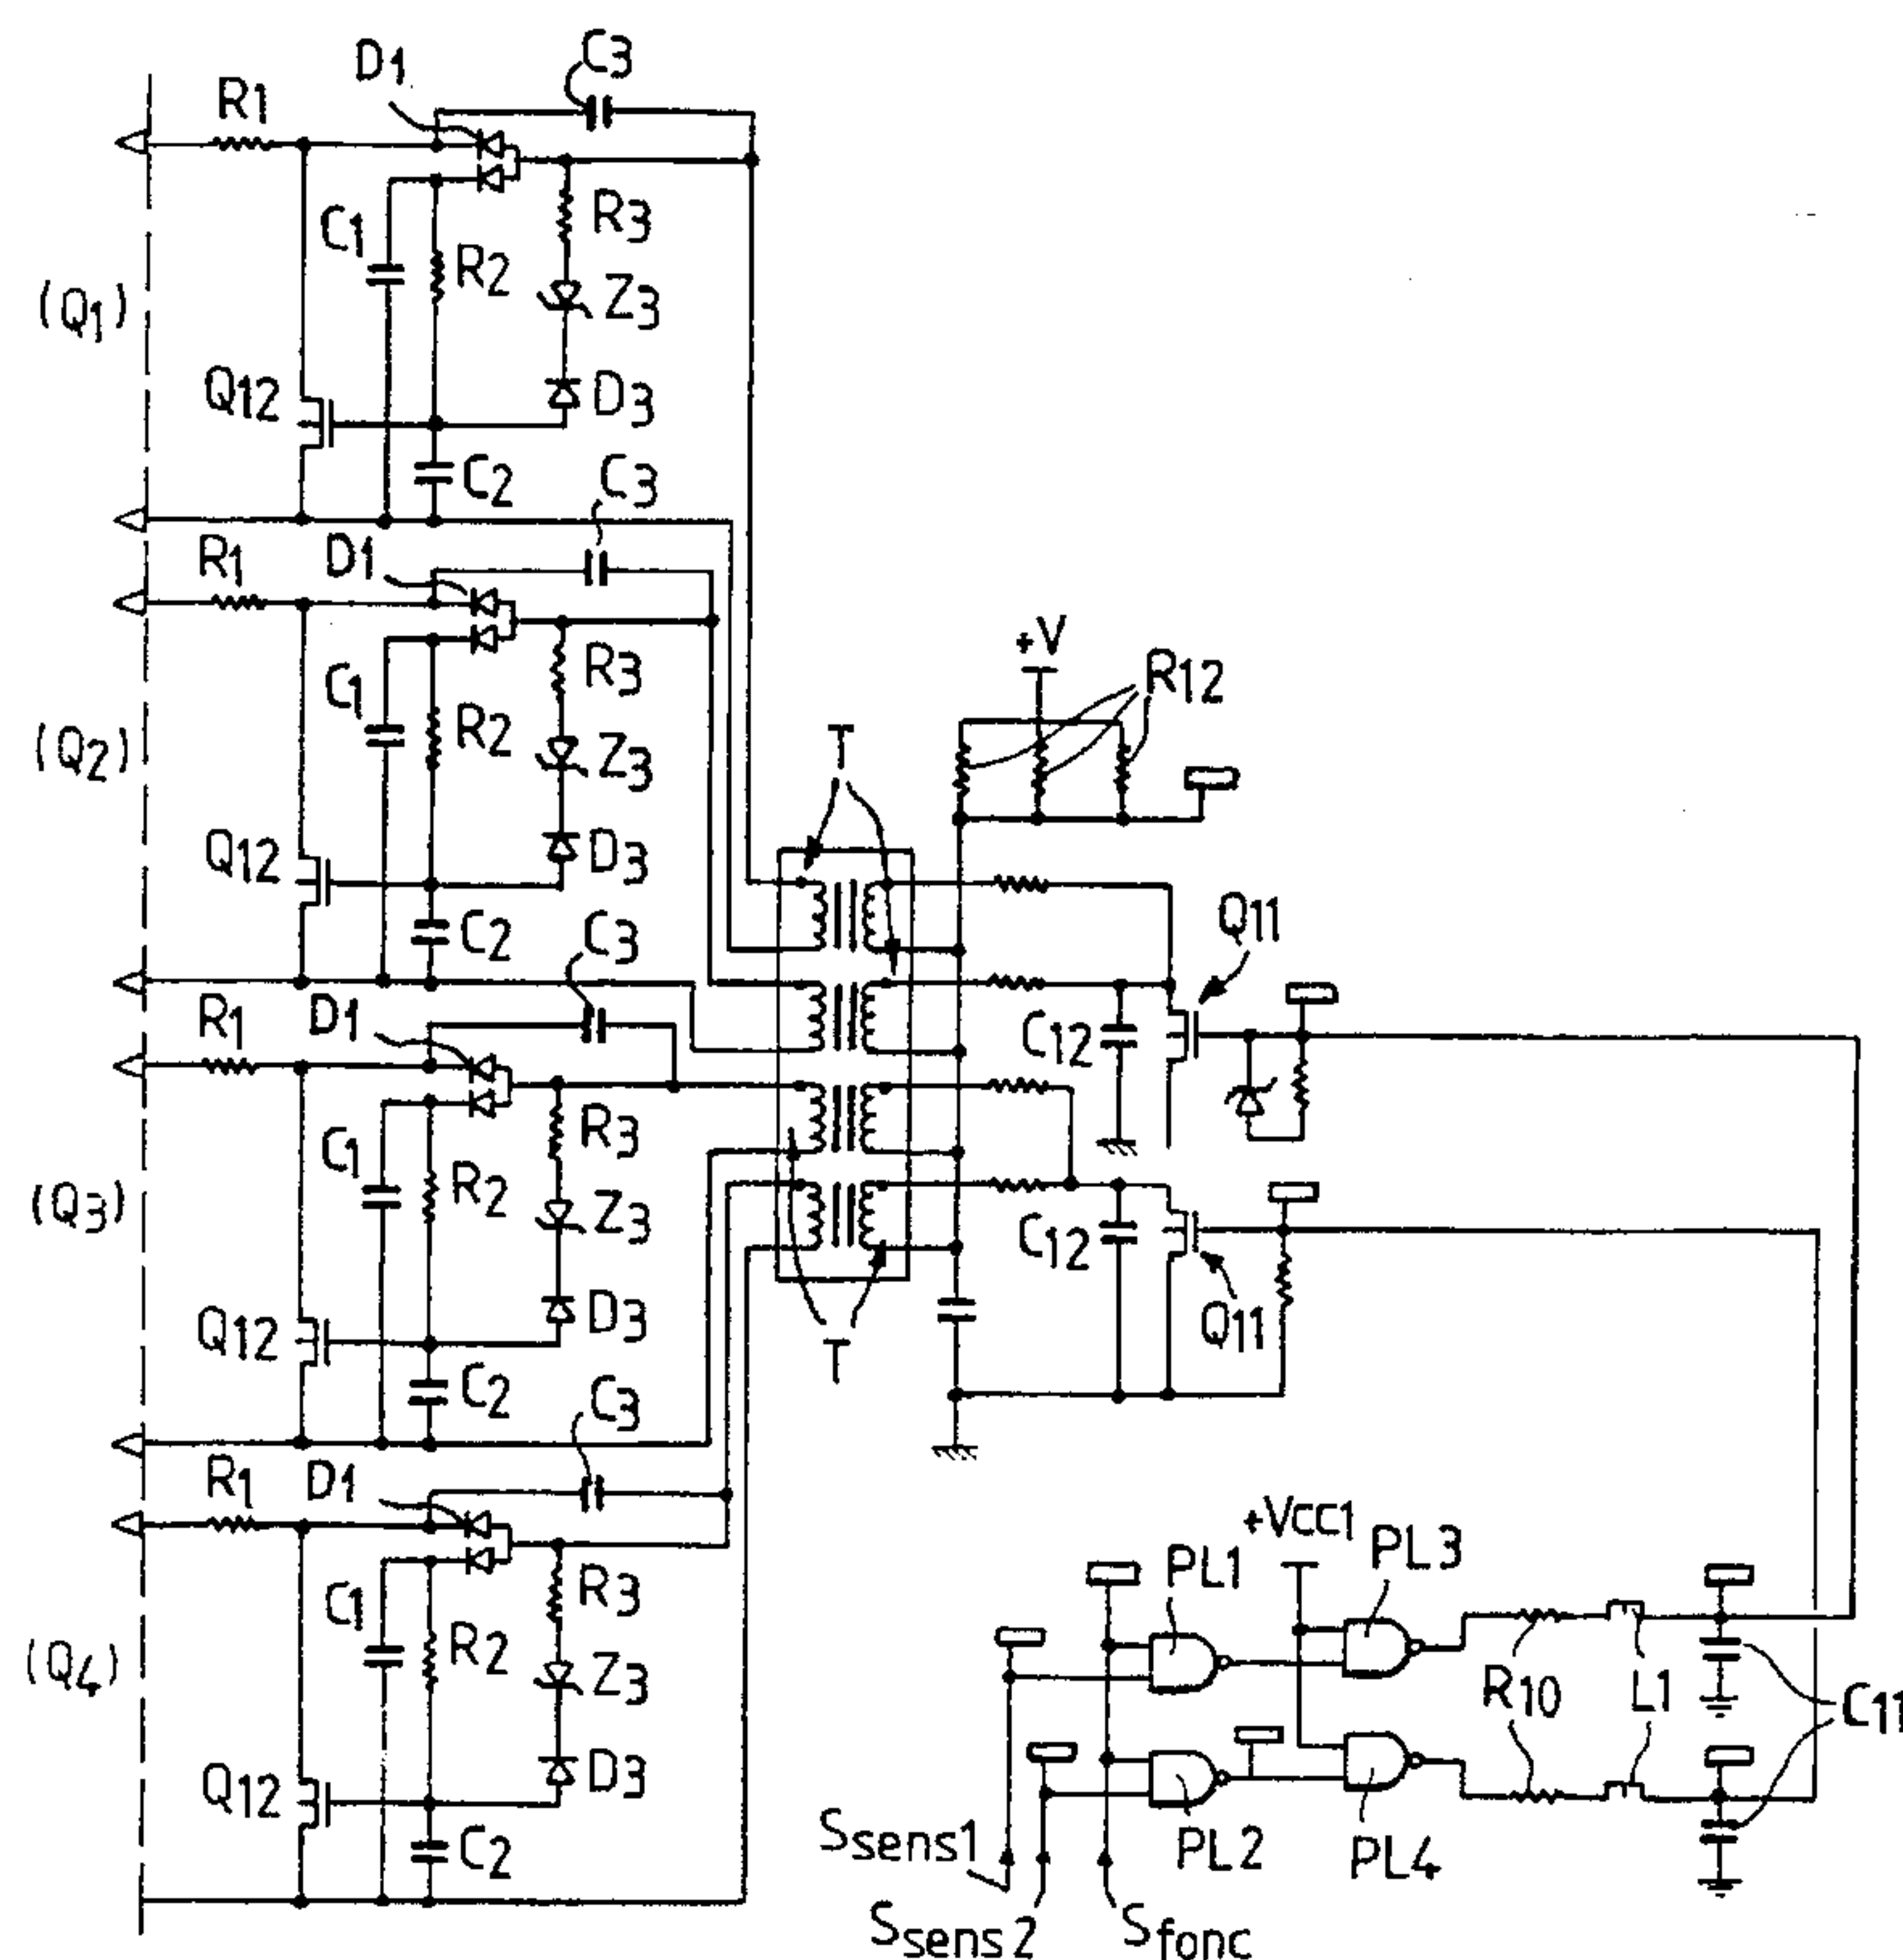 D1
C3
R1
C1
R2
R3
Z3
(Q1)
Q12
D3
C2
C3
R1
D1
C1
R2
R3
Z3
(Q2)
Q12
D3
C2
C3
+V
R12
T
Q11
C12
R1
D1
C1
R2
R3
Z3
(Q3)
Q12
D3
C2
C3
C12
Q11
T
R1
D1
C1
R2
R3
Z3
(Q4)
Q12
D3
C2
+Vcc1
PL1
PL3
R10
L1
C11
PL2
PL4
Ssens1
Ssens2
Sfonc